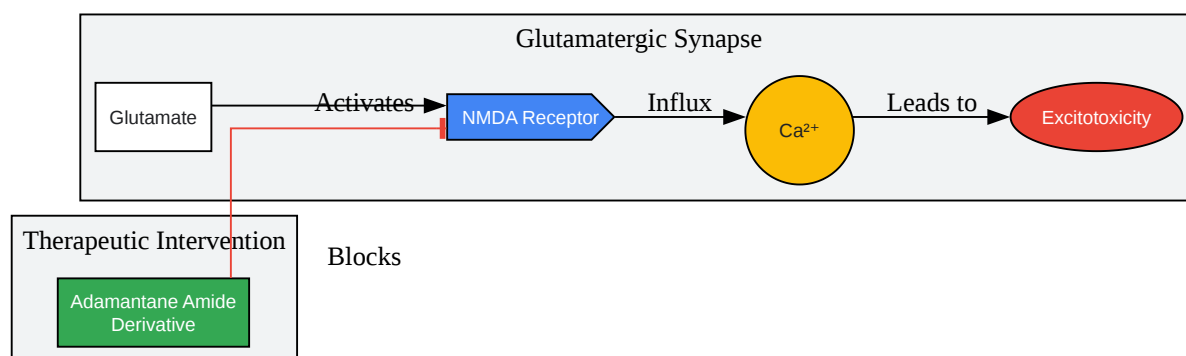 Glutamatergic Synapse
Glutamate
Activates
NMDA Receptor
Influx
Ca²⁺
Leads to
Excitotoxicity
Therapeutic Intervention
Blocks
Adamantane Amide
Derivative